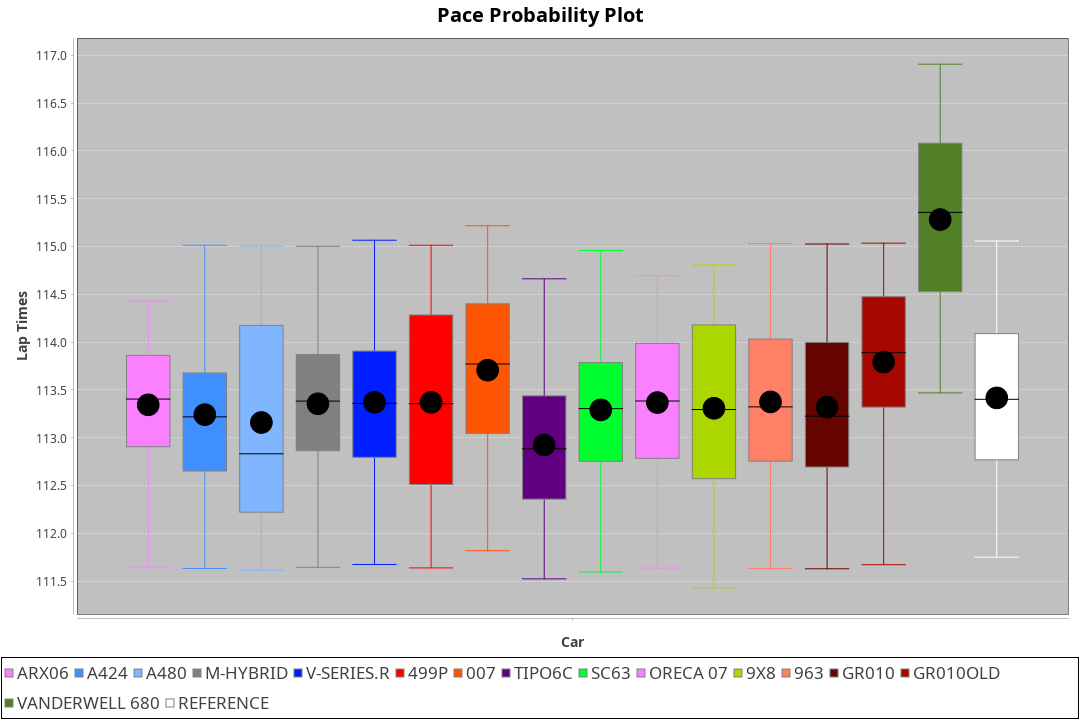 Pace Probability Plot
117.0
116.5
116.0
115.5
115.0
114.5
114.0
113.5
113.0
112.5
112.0
111.5
Lap Times
Car
ARX06 A424 A480 M-HYBRID V-SERIES.R 499P 007 TIPO6C SC63 ORECA 07 9X8 963 GR010 GR010OLD
VANDERWELL 680 REFERENCE